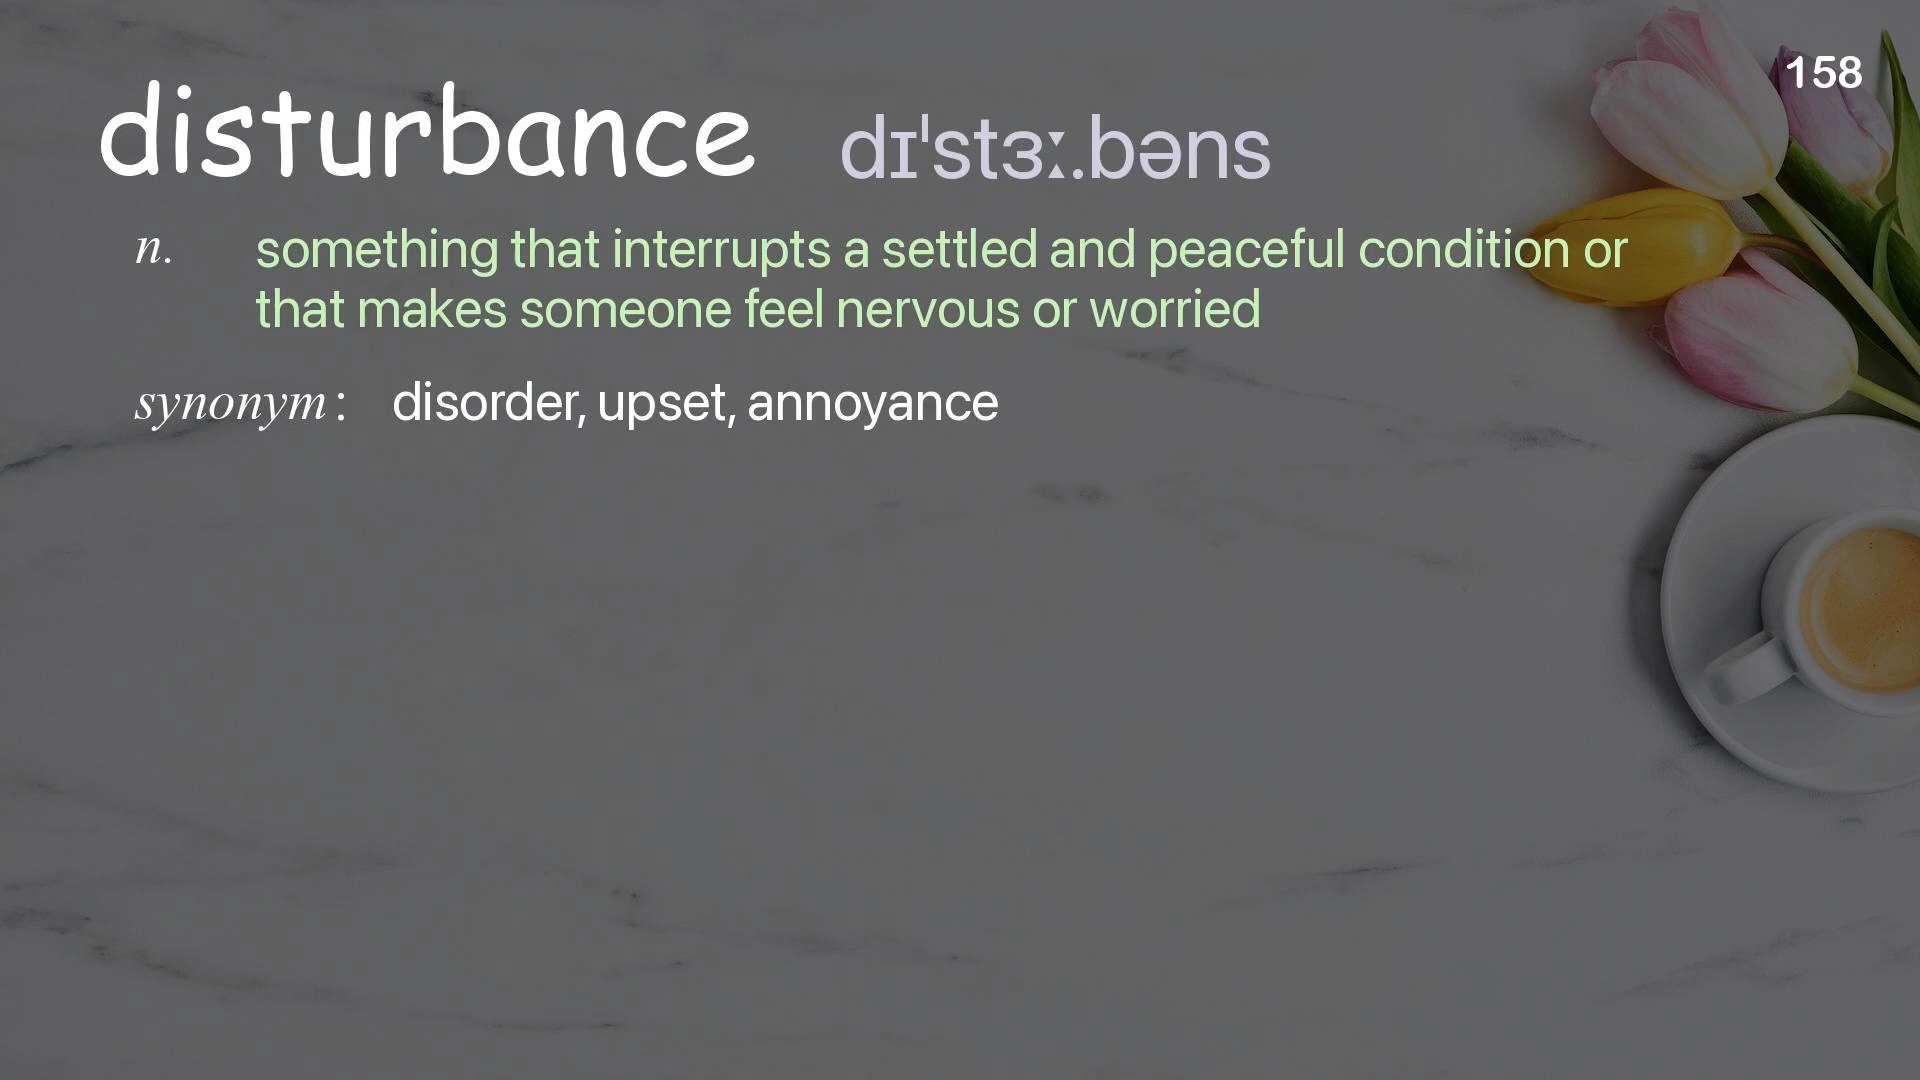 158
disturbance dɪˈstɜː.bəns
n. something that interrupts a settled and peaceful condition or
that makes someone feel nervous or worried
synonym : disorder, upset, annoyance